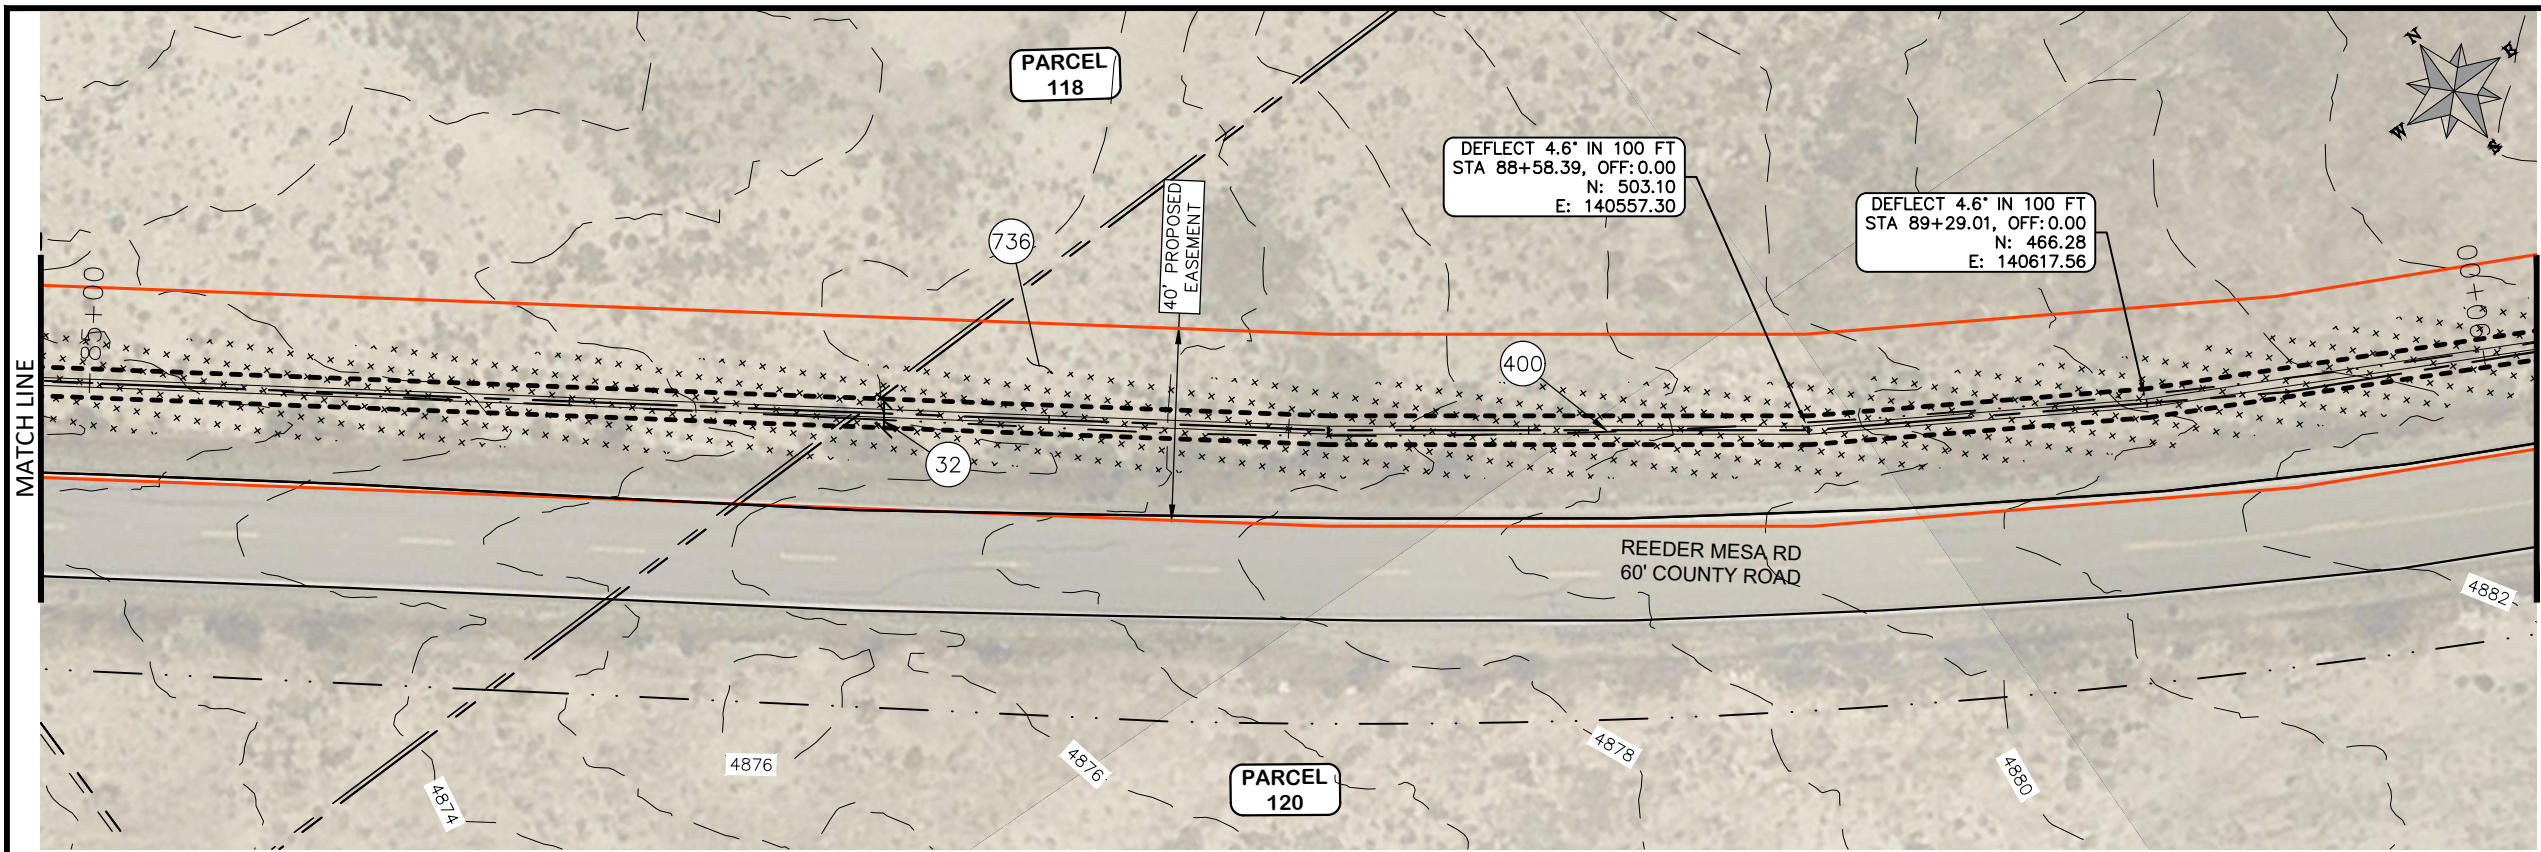 PARCEL
118
N
E
W
S
DEFLECT 4.6° IN 100 FT
STA 88+58.39, OFF:0.00
N: 503.10
E: 140557.30
DEFLECT 4.6° IN 100 FT
STA 89+29.01, OFF:0.00
N: 466.28
E: 140617.56
736
40' PROPOSED
EASEMENT
85+00
90+00
400
MATCH LINE
32
REEDER MESA RD
60' COUNTY ROAD
4882
4874
4876
4876
4878
4880
PARCEL
120